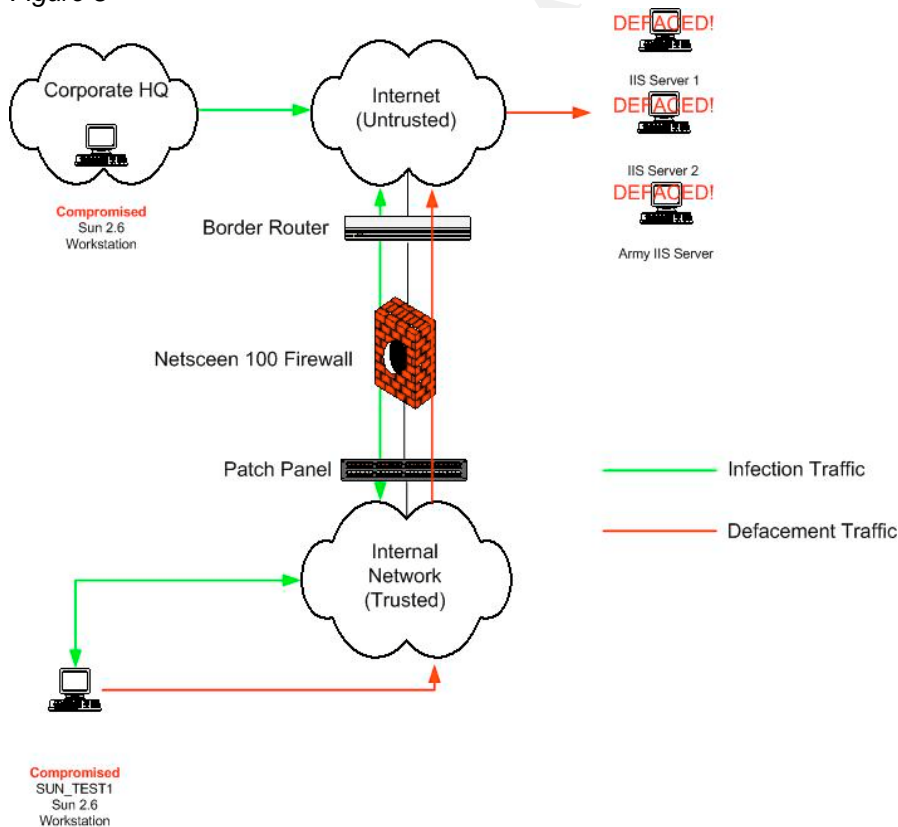 DEFACED!
IIS Server 1
DEFACED!
IIS Server 2
DEFACED!
Army IIS Server
Corporate HQ
Compromised
Sun 2.6
Workstation
Internet
(Untrusted)
Border Router
Netsceen 100 Firewall
Patch Panel
Infection Traffic
Defacement Traffic
Internal
Network
(Trusted)
Compromised
SUN_TEST1
Sun 2.6
Workstation